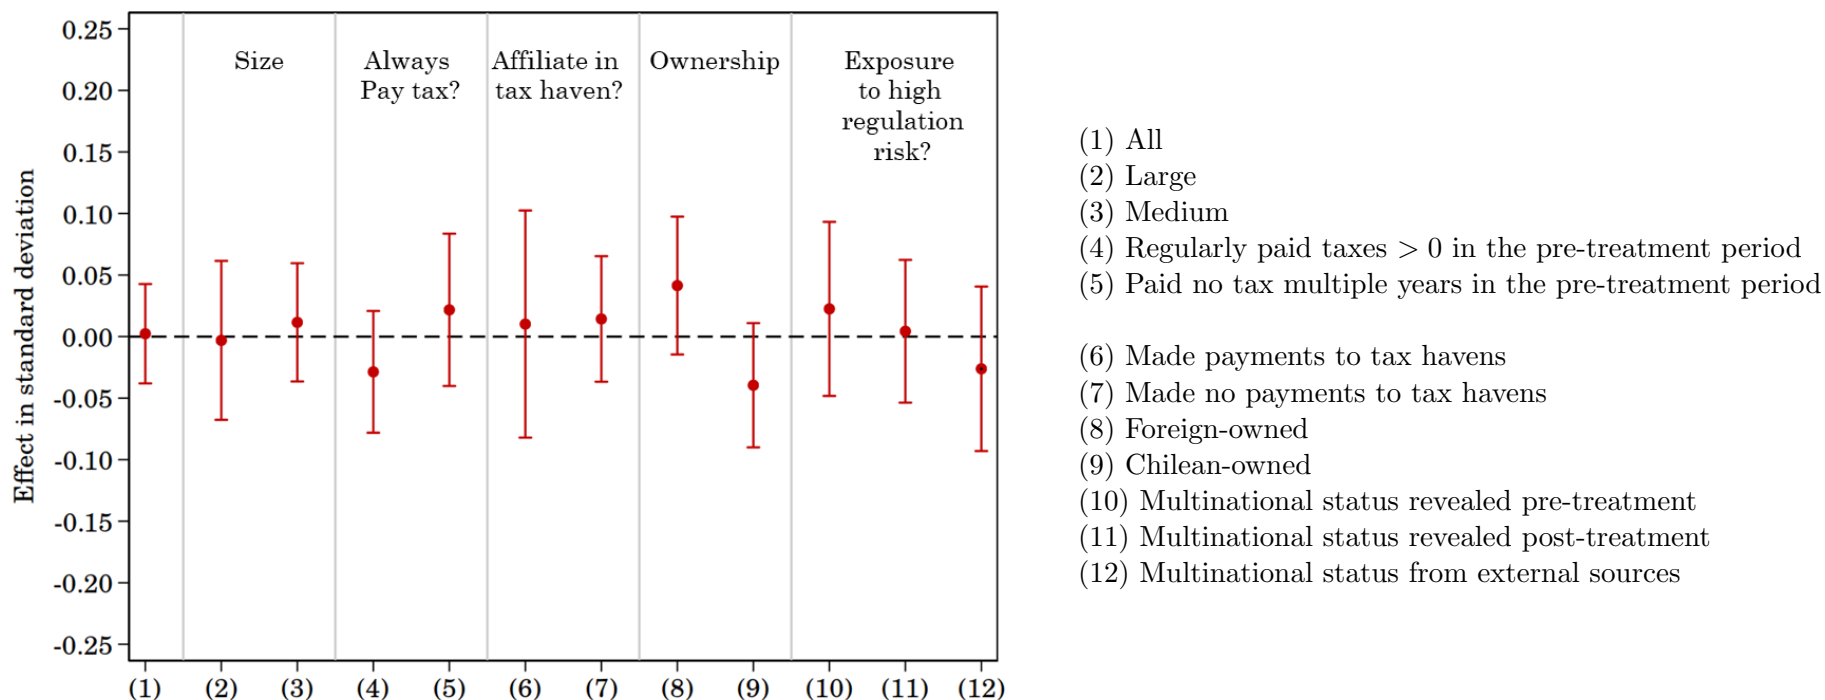 0.25
0.20
0.15
0.10
0.05
0.00
-0.05
-0.10
-0.15
-0.20
-0.25
Effect in standard deviation
Size
Always
Pay tax?
Affiliate in
tax haven?
Ownership
Exposure
to high
regulation
risk?
(1) (2) (3) (4) (5) (6) (7) (8) (9) (10) (11) (12)
(1) All
(2) Large
(3) Medium
(4) Regularly paid taxes > 0 in the pre-treatment period
(5) Paid no tax multiple years in the pre-treatment period
(6) Made payments to tax havens
(7) Made no payments to tax havens
(8) Foreign-owned
(9) Chilean-owned
(10) Multinational status revealed pre-treatment
(11) Multinational status revealed post-treatment
(12) Multinational status from external sources